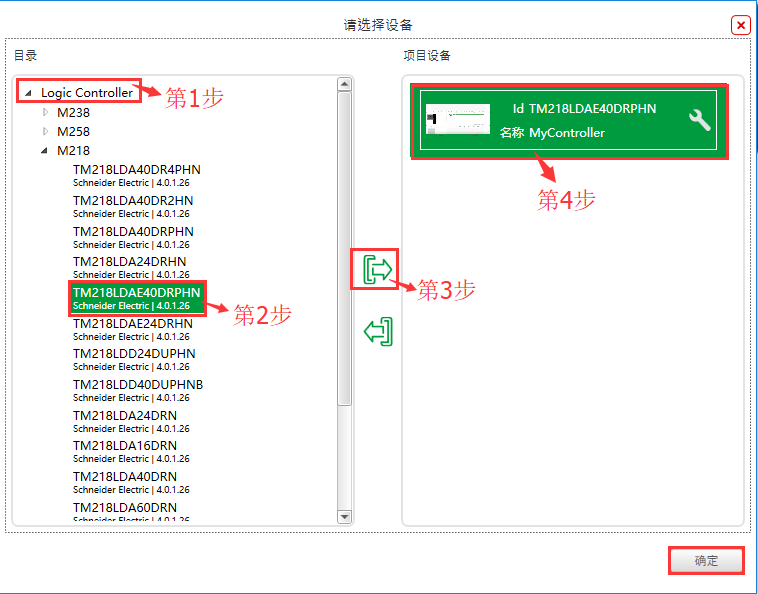 请选择设备
目录
项目设备
Logic Controller
第1步
M238
M258
M218
TM218LDA40DR4PHN
Schneider Electric | 4.0.1.26
TM218LDA40DR2HN
Schneider Electric | 4.0.1.26
TM218LDA40DRPHN
Schneider Electric | 4.0.1.26
TM218LDA24DRHN
Schneider Electric | 4.0.1.26
TM218LDAE40DRPHN
Schneider Electric | 4.0.1.26
第2步
TM218LDAE24DRHN
Schneider Electric | 4.0.1.26
TM218LDD24DUPHN
Schneider Electric | 4.0.1.26
TM218LDD40DUPHNB
Schneider Electric | 4.0.1.26
TM218LDA24DRN
Schneider Electric | 4.0.1.26
TM218LDA16DRN
Schneider Electric | 4.0.1.26
TM218LDA40DRN
Schneider Electric | 4.0.1.26
TM218LDA60DRN
Schneider Electric | 4.0.1.26
第3步
Id TM218LDAE40DRPHN
名称 MyController
第4步
确定